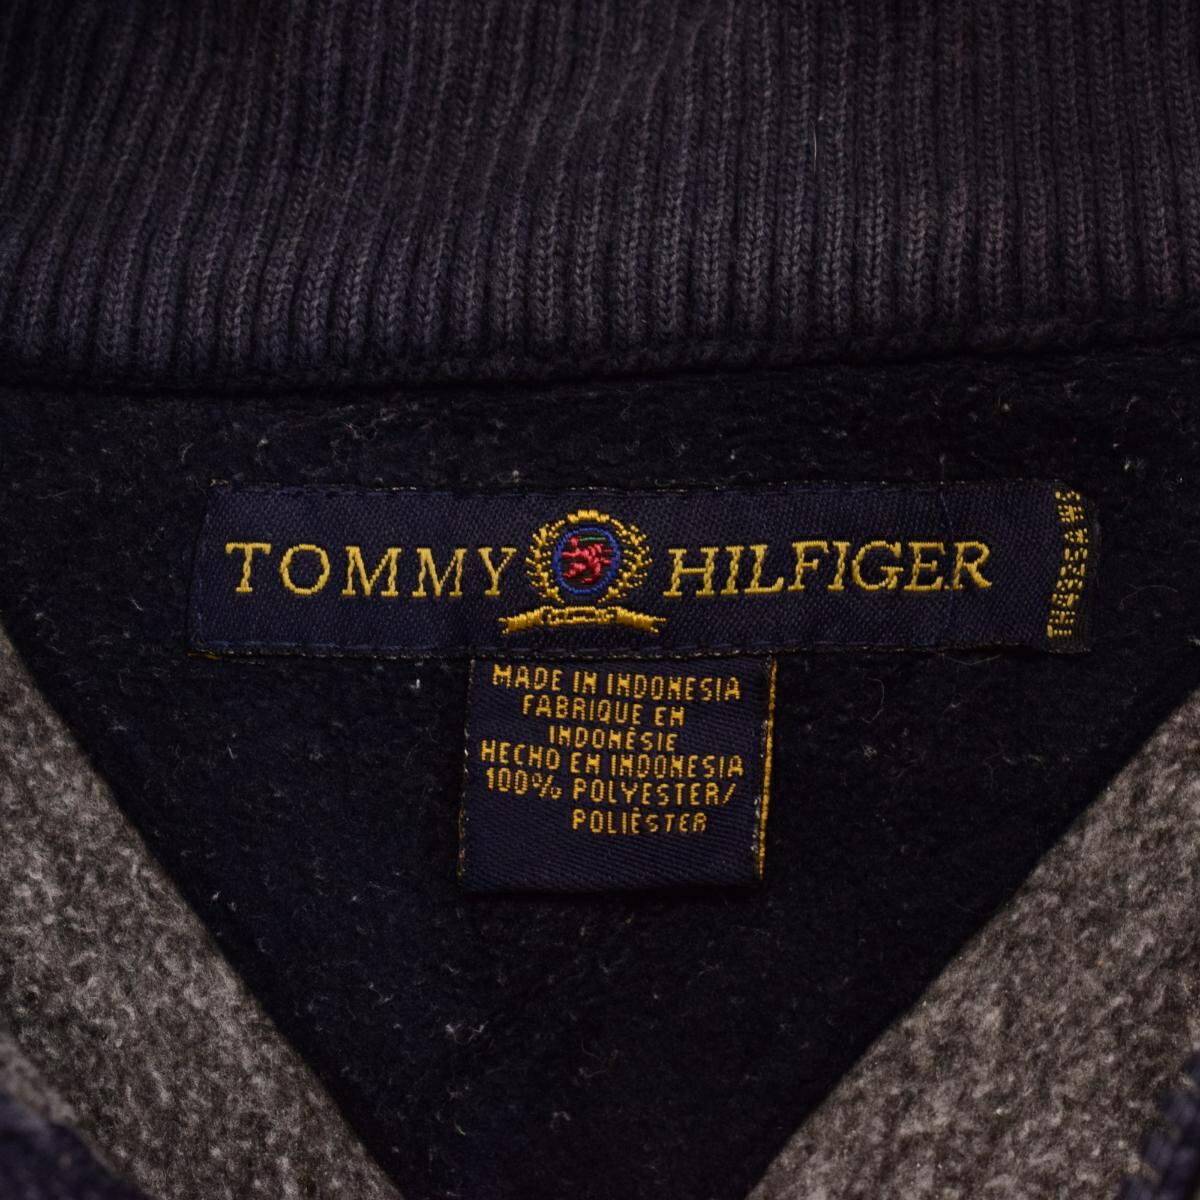 TOMMY HILFIGER
MADE IN INDONESIA
FABRIQUE EN
INDONÉSIE
HECHO EN INDONESIA
100% POLYESTER/
POLIÉSTER